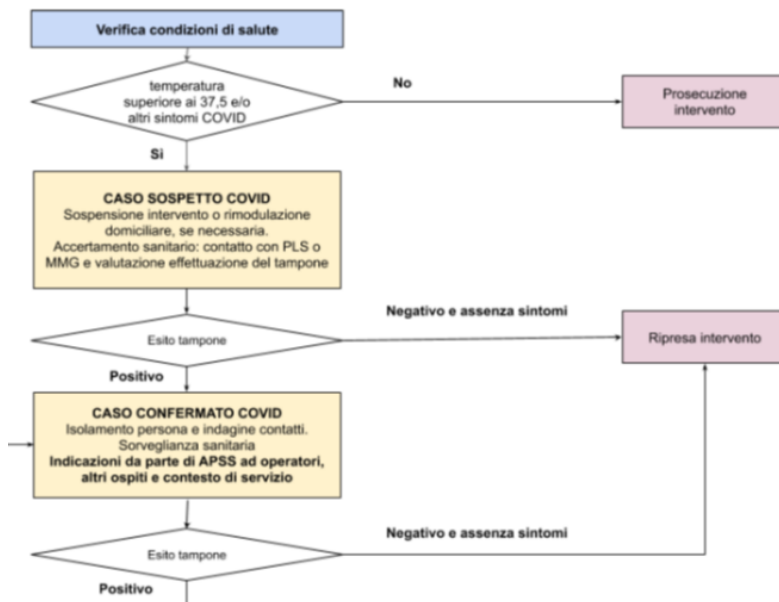 Verifica condizioni di salute
temperatura
superiore ai 37,5 e/o
altri sintomi COVID
No
Prosecuzione
intervento
Sì
CASO SOSPETTO COVID
Sospensione intervento o rimodulazione
domiciliare, se necessaria.
Accertamento sanitario: contatto con PLS o
MMG e valutazione effettuazione del tampone
Negativo e assenza sintomi
Esito tampone
Ripresa intervento
Positivo
CASO CONFERMATO COVID
Isolamento persona e indagine contatti.
Sorveglianza sanitaria
Indicazioni da parte di APSS ad operatori,
altri ospiti e contesto di servizio
Negativo e assenza sintomi
Esito tampone
Positivo